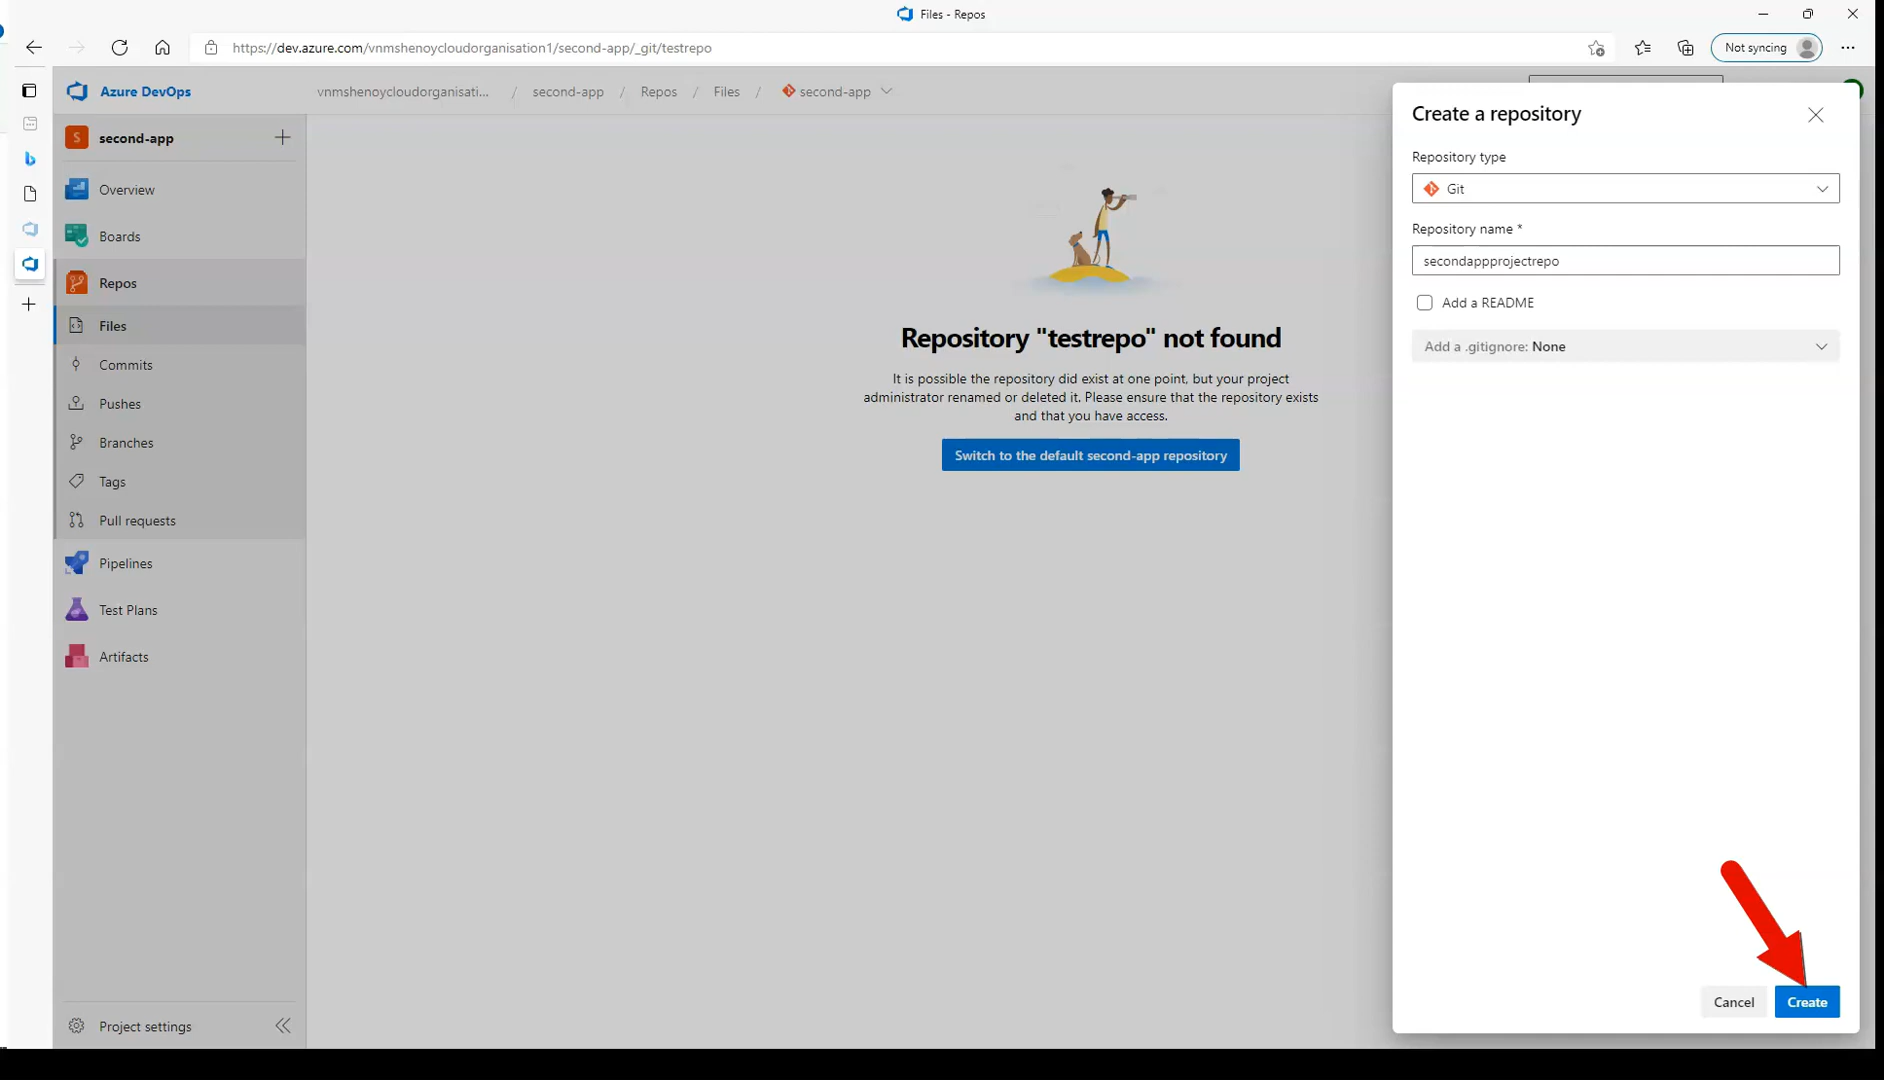 Files - Repos
https://dev.azure.com/vnmshenoycloudorganisation1/second-app/_git/testrepo
Not syncing
Azure DevOps
vnmshenoycloudorganisati... / second-app / Repos / Files / second-app
S second-app
Overview
Boards
Repos
Files
Commits
Pushes
Branches
Tags
Pull requests
Pipelines
Test Plans
Artifacts
Project settings
Repository "testrepo" not found
It is possible the repository did exist at one point, but your project
administrator renamed or deleted it. Please ensure that the repository exists
and that you have access.
Switch to the default second-app repository
Create a repository
Repository type
Git
Repository name *
secondappprojectrepo
Add a README
Add a .gitignore: None
Cancel
Create